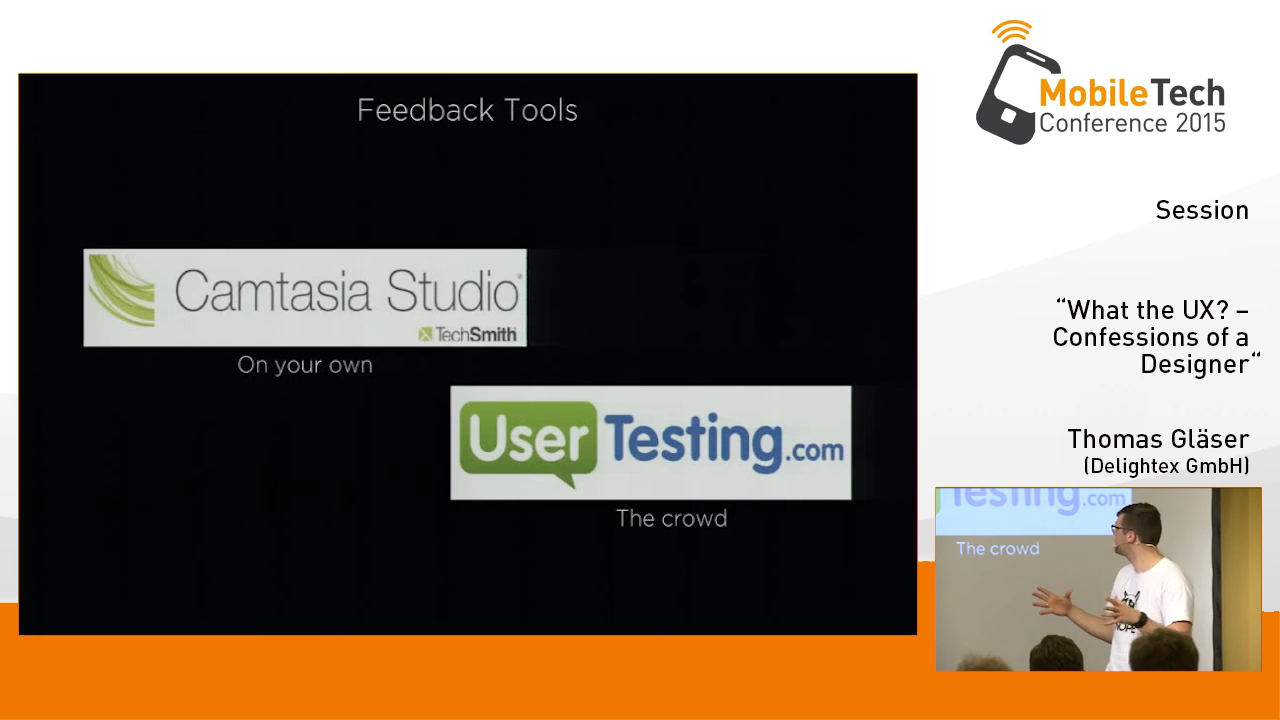 Feedback Tools
Camtasia Studio®
TechSmith
On your own
UserTesting.com
The crowd
MobileTech
Conference 2015
Session
“What the UX? –
Confessions of a
Designer“
Thomas Gläser
(Delightex GmbH)
Testing.com
The crowd
NOPE